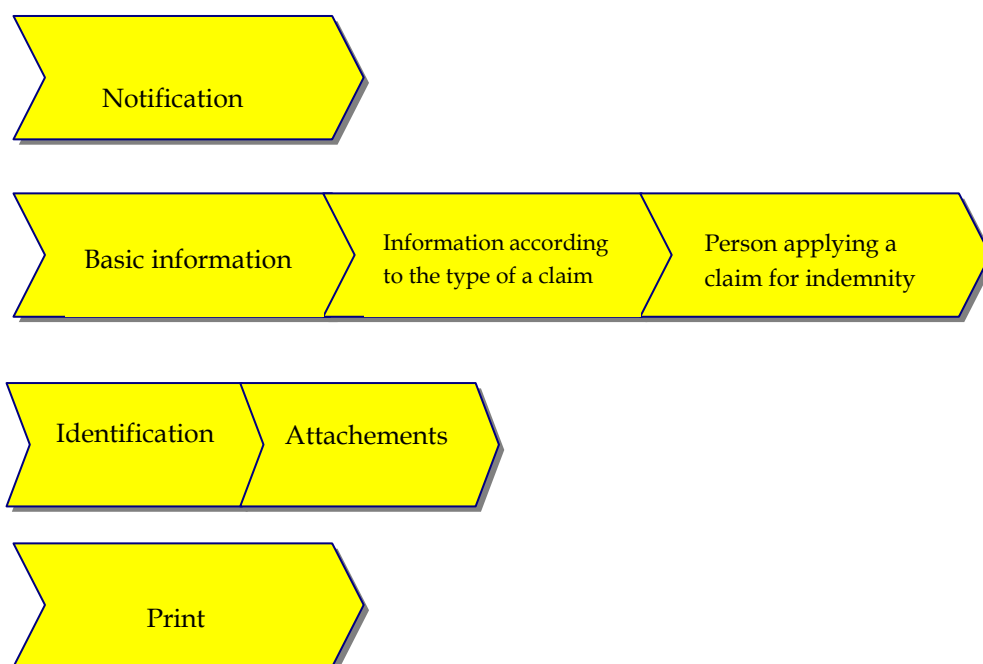 Notification
Basic information
Information according
to the type of a claim
Person applying a
claim for indemnity
Identification
Attachements
Print